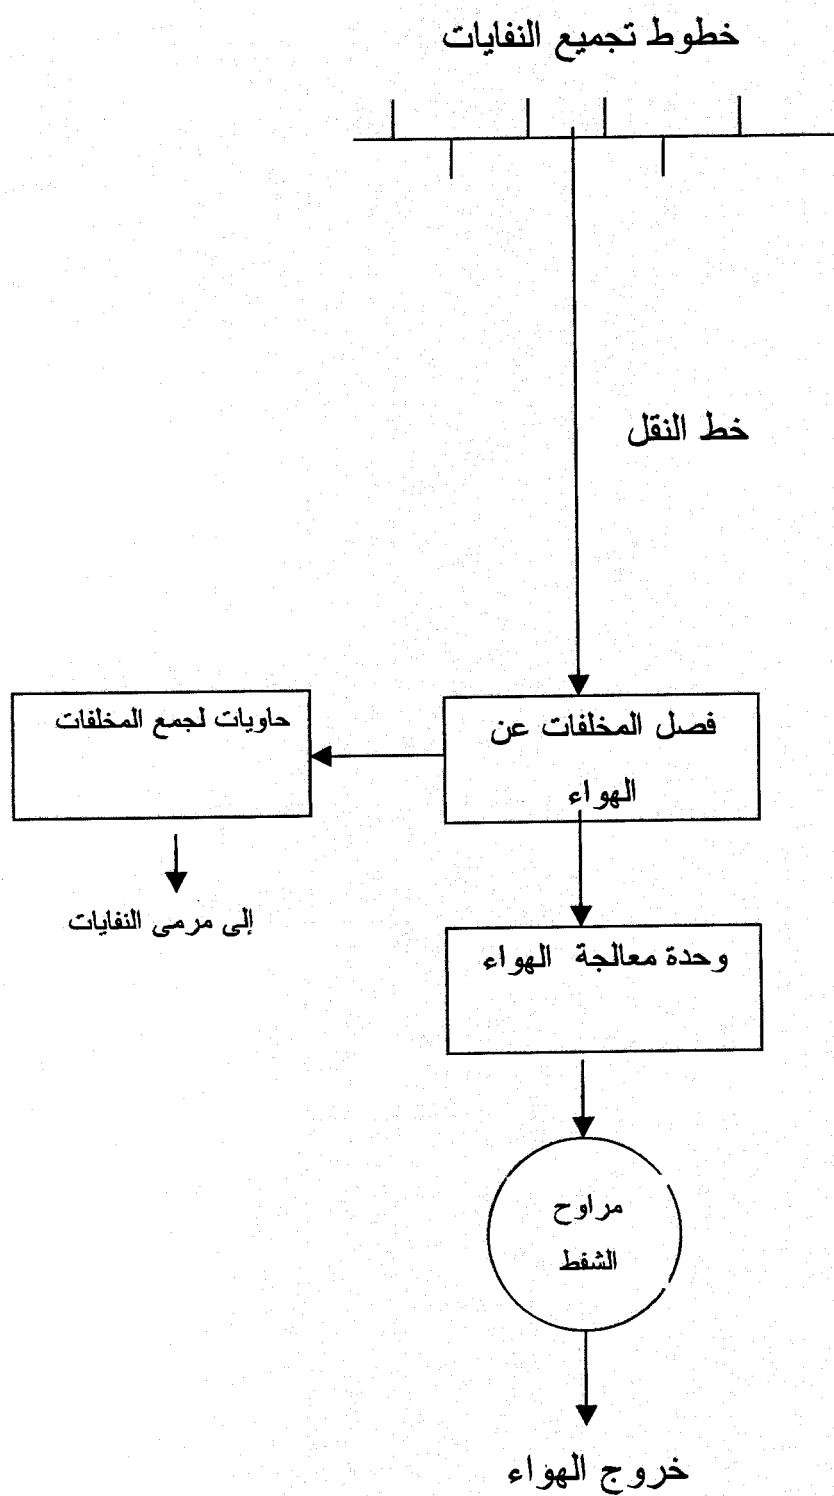 خطوط تجميع النفايات
خط النقل
فصل المخلفات عن
الهواء
حاويات لجمع المخلفات
إلى مرمى النفايات
وحدة معالجة الهواء
مراوح
الشفط
خروج الهواء